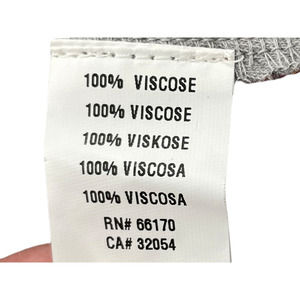 100% VISCOSE
100% VISCOSE
100% VISKOSE
100% VISCOSA
100% VISCOSA
RN# 66170
CA# 32054